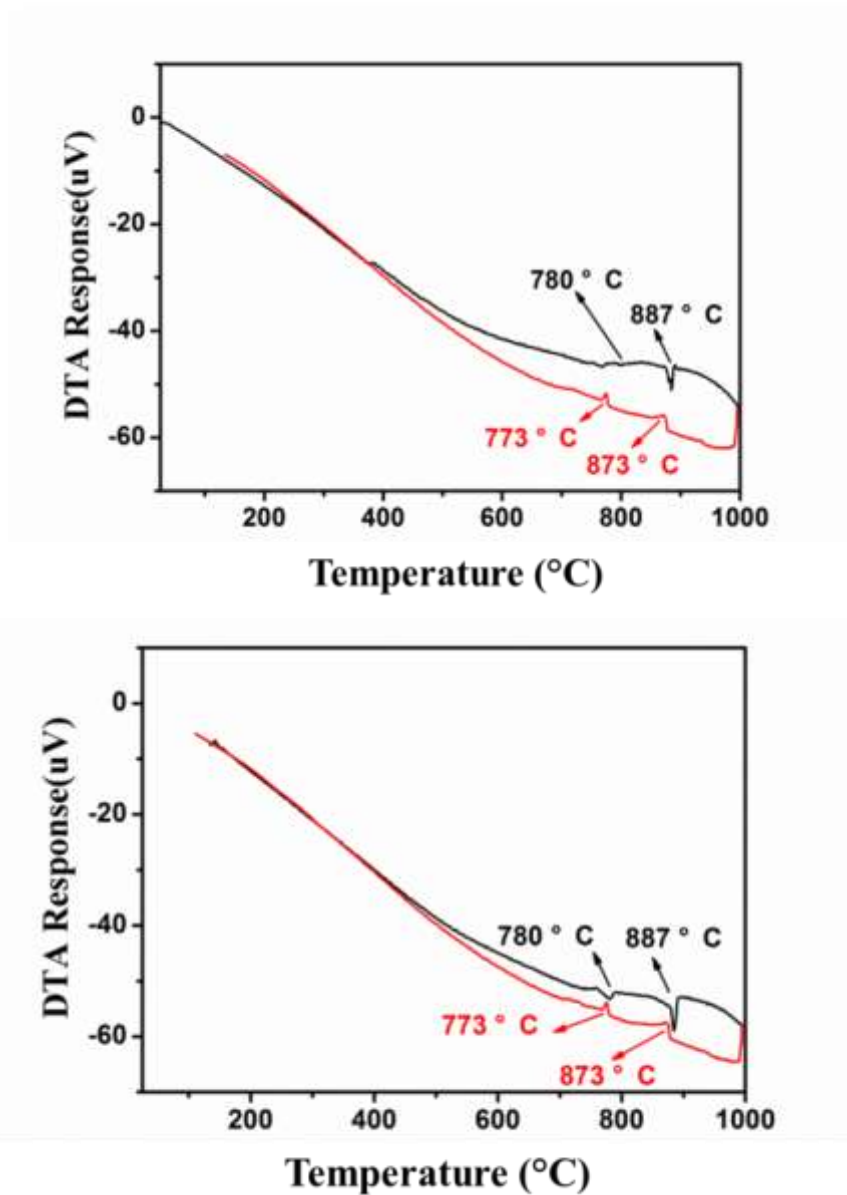 0
-20
-40
-60
DTA Response(uV)
780 ° C
887 ° C
773 ° C
873 ° C
200 400 600 800 1000
Temperature (°C)
0
-20
-40
-60
DTA Response(uV)
780 ° C 887 ° C
773 ° C
873 ° C
200 400 600 800 1000
Temperature (°C)